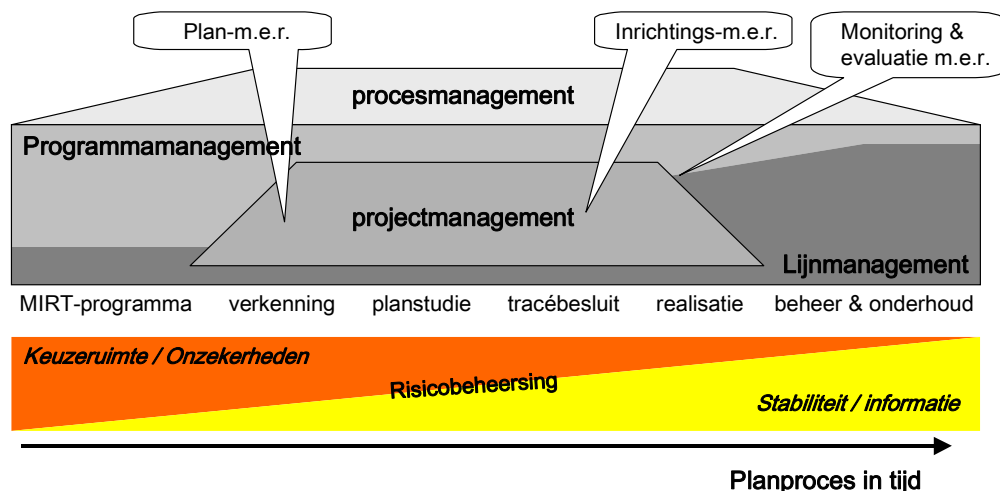 Plan-m.e.r.
Inrichtings-m.e.r.
Monitoring &
evaluatie m.e.r.
procesmanagement
Programmamanagement
projectmanagement
Lijnmanagement
MIRT-programma verkenning planstudie tracébesluit realisatie beheer & onderhoud
Keuzeruimte / Onzekerheden
Risicobeheersing
Stabiliteit / informatie
Planproces in tijd